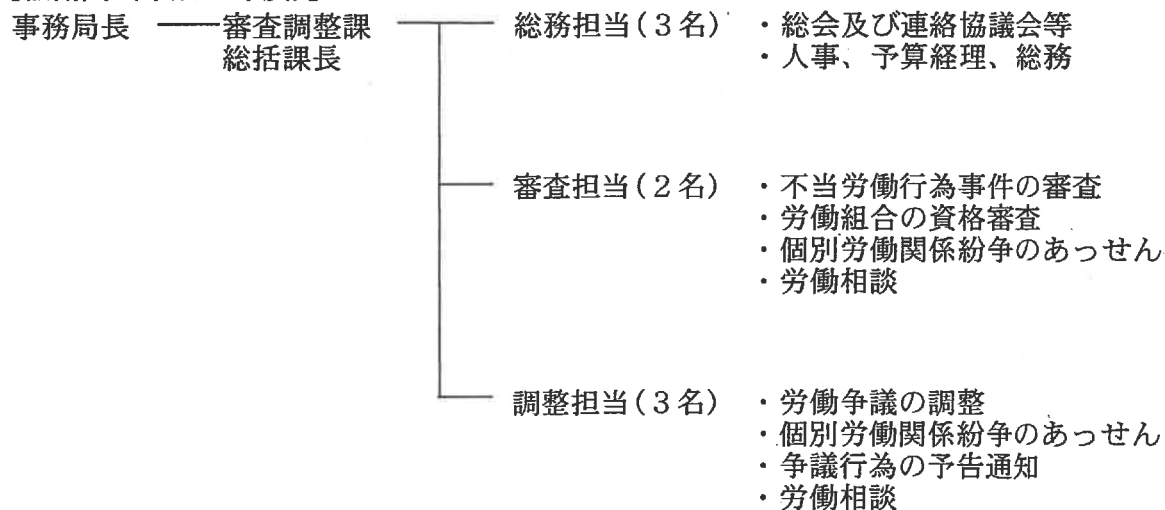 事務局長 審査調整課 総務担当(3名) ・総会及び連絡協議会等
総括課長 ・人事、予算経理、総務
審査担当(2名) ・不当労働行為事件の審査
・労働組合の資格審査
・個別労働関係紛争のあっせん
・労働相談
調整担当(3名) ・労働争議の調整
・個別労働関係紛争のあっせん
・争議行為の予告通知
・労働相談